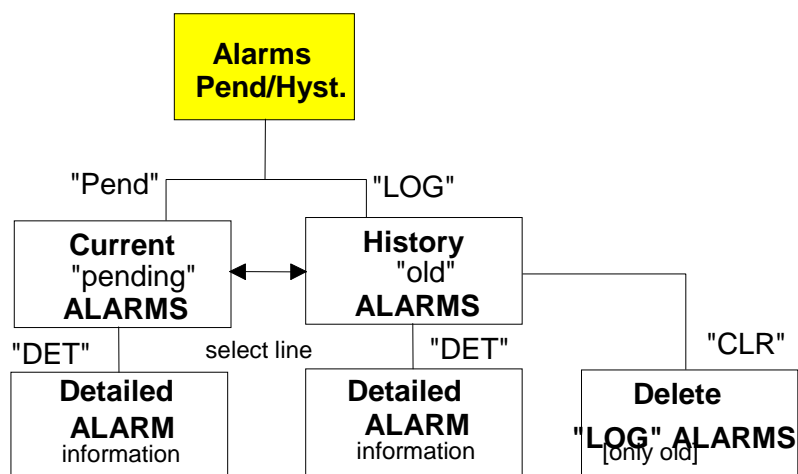 Alarms
Pend/Hyst.
"Pend"
"LOG"
Current
"pending"
ALARMS
History
"old"
ALARMS
"DET"
select line
"DET"
"CLR"
Detailed
ALARM
information
Detailed
ALARM
information
Delete
"LOG" ALARMS
[only old]